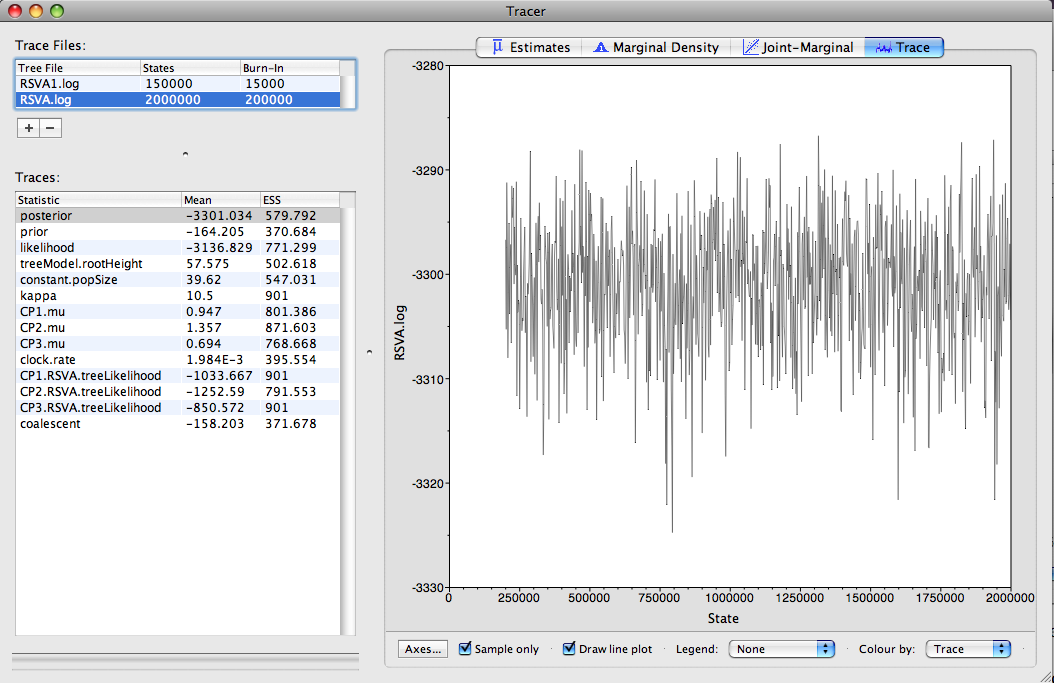 Tracer
Trace Files:
Tree File States Burn-In
RSVA1.log 150000 15000
RSVA.log 2000000 200000
+ −
Traces:
Statistic Mean ESS
posterior -3301.034 579.792
prior -164.205 370.684
likelihood -3136.829 771.299
treeModel.rootHeight 57.575 502.618
constant.popSize 39.62 547.031
kappa 10.5 901
CP1.mu 0.947 801.386
CP2.mu 1.357 871.603
CP3.mu 0.694 768.668
clock.rate 1.984E-3 395.554
CP1.RSVA.treeLikelihood -1033.667 901
CP2.RSVA.treeLikelihood -1252.59 791.553
CP3.RSVA.treeLikelihood -850.572 901
coalescent -158.203 371.678
μ Estimates Marginal Density Joint-Marginal Trace
-3280
-3290
-3300
-3310
-3320
-3330
RSVA.log
0 250000 500000 750000 1000000 1250000 1500000 1750000 2000000
State
Axes... Sample only Draw line plot Legend: None Colour by: Trace